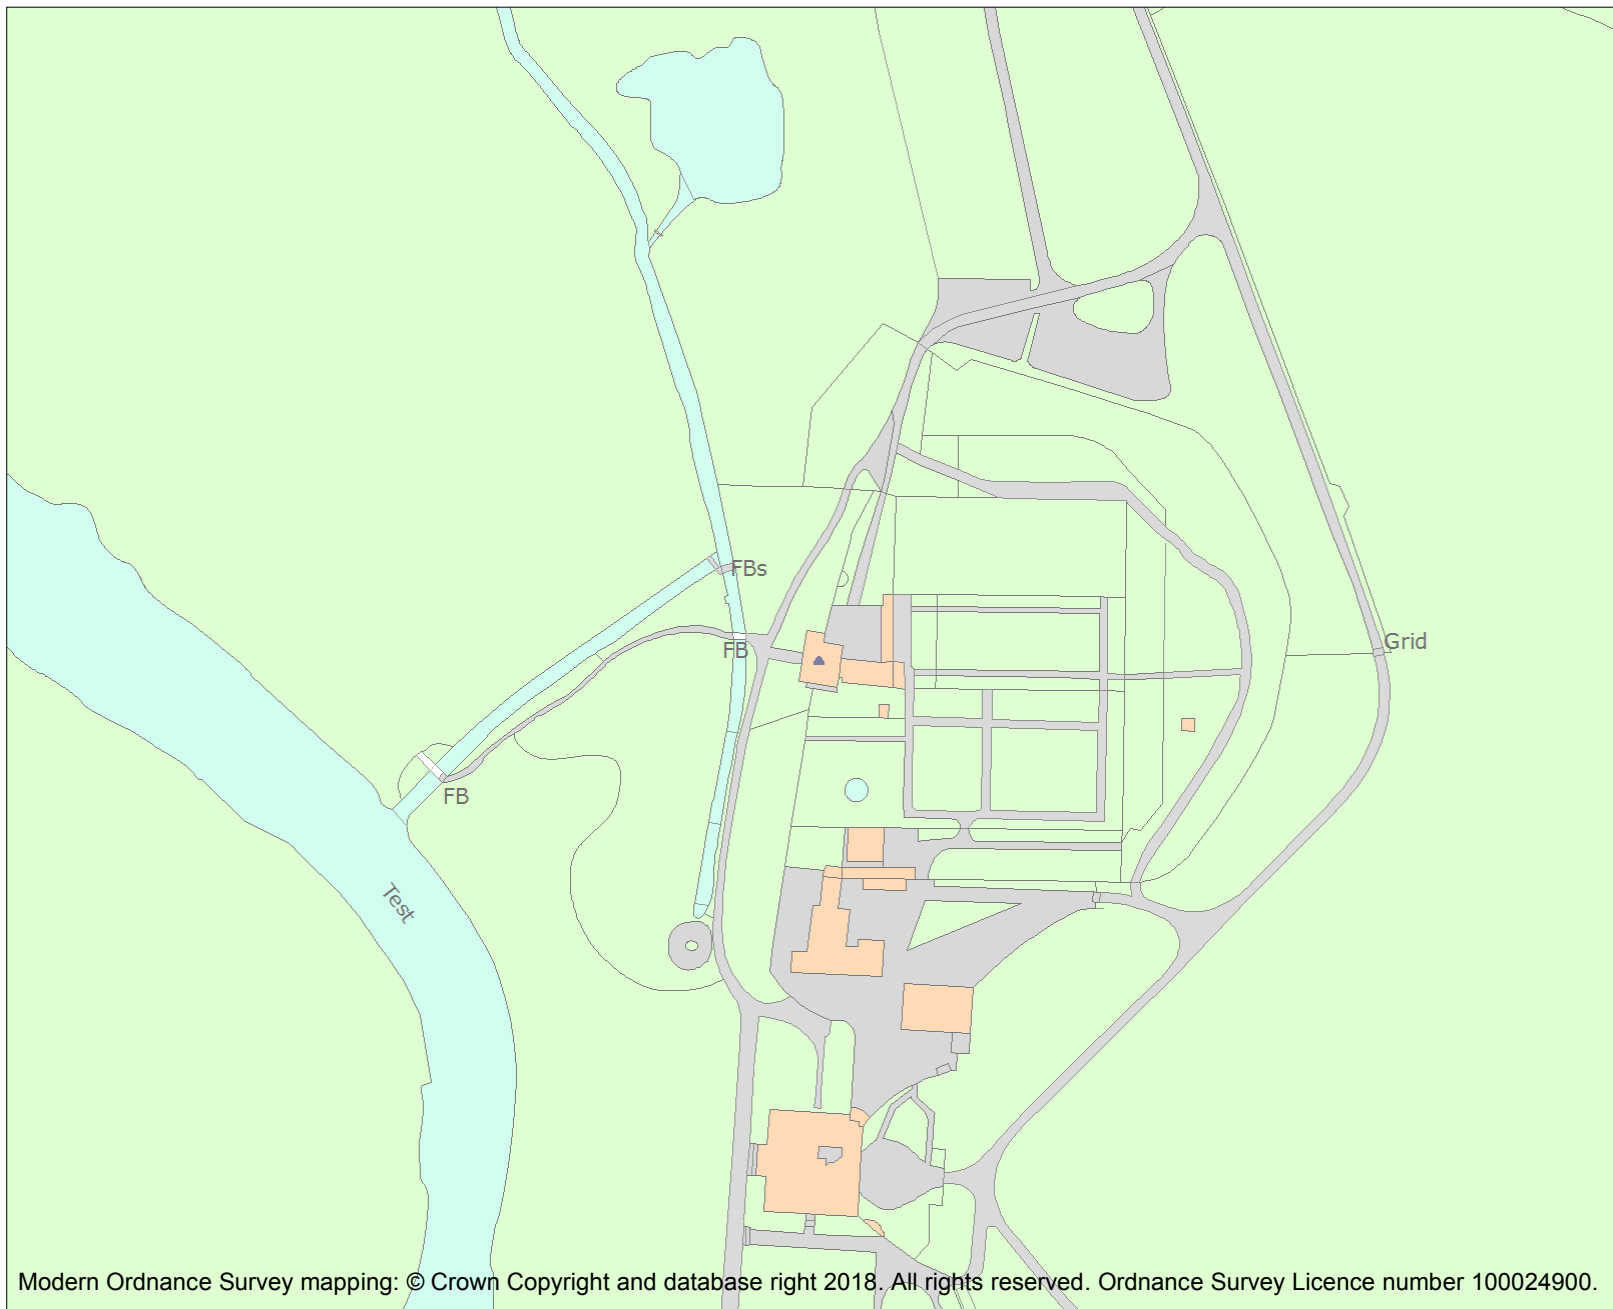 FBs
Grid
FB
FB
Test
Modern Ordnance Survey mapping: © Crown Copyright and database right 2018. All rights reserved. Ordnance Survey Licence number 100024900.